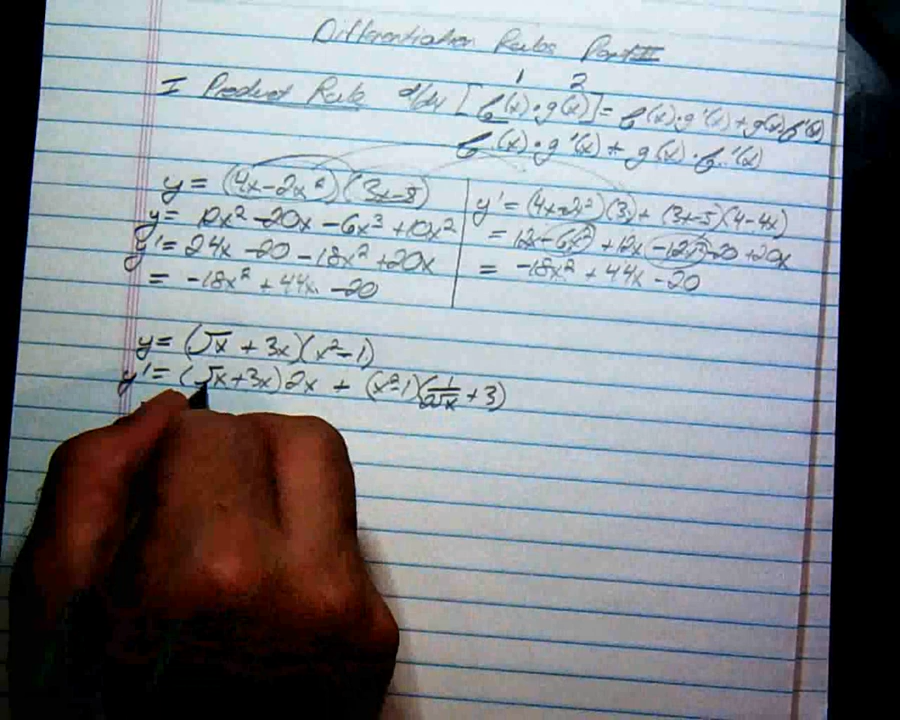 Differentiation Rules Part II
1 2
I Product Rule d/dx [f(x)·g(x)] = f(x)·g'(x) + g(x)·f'(x)
f(x)·g'(x) + g(x)·f'(x)
y = (4x-2x²)(3x-5)
y = 12x² -20x -6x³ +10x²
y' = 24x -20 -18x² +20x
= -18x² + 44x -20
y' = (4x-2x²)(3) + (3x-5)(4-4x)
= 12x-6x² + 12x -12x² -20 +20x
= -18x² + 44x -20
y = (√x + 3x)(x²-1)
y' = (√x+3x)2x + (x²-1)(1/2√x + 3)